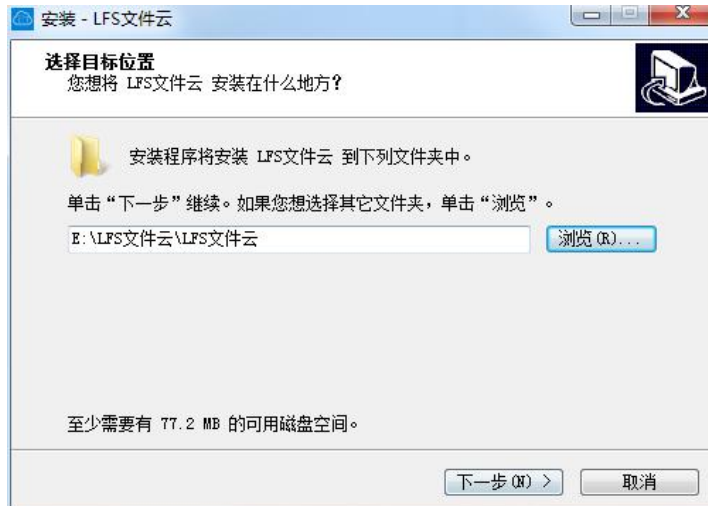 安装 - LFS文件云
选择目标位置
您想将 LFS文件云 安装在什么地方?
安装程序将安装 LFS文件云 到下列文件夹中。
单击“下一步”继续。如果您想选择其它文件夹,单击“浏览”。
E:\LFS文件云\LFS文件云
浏览(R)...
至少需要有 77.2 MB 的可用磁盘空间。
下一步(N) >
取消